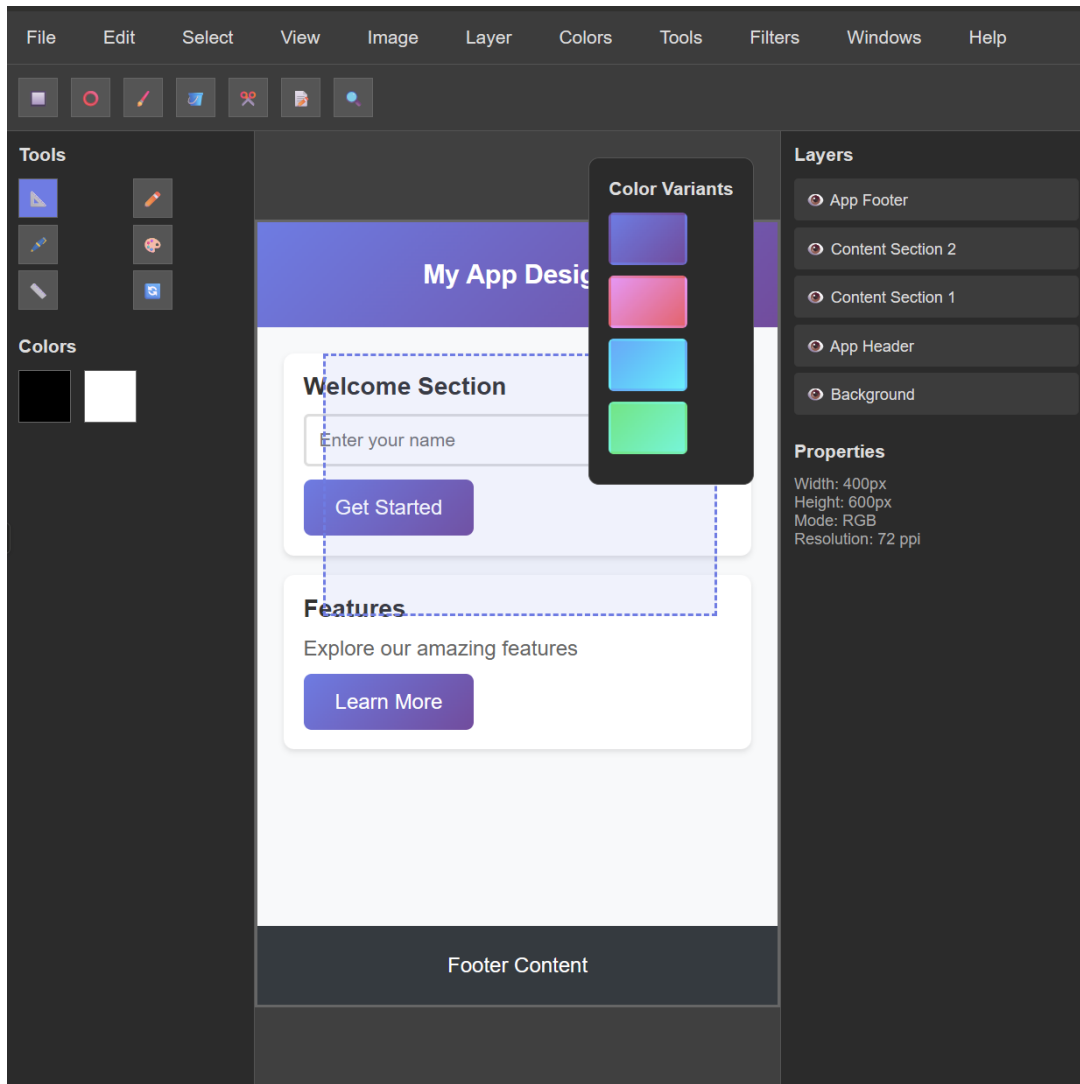 File Edit Select View Image Layer Colors Tools Filters Windows Help
Tools
Colors
My App Desig
Welcome Section
Enter your name
Get Started
Features
Explore our amazing features
Learn More
Footer Content
Color Variants
Layers
App Footer
Content Section 2
Content Section 1
App Header
Background
Properties
Width: 400px
Height: 600px
Mode: RGB
Resolution: 72 ppi